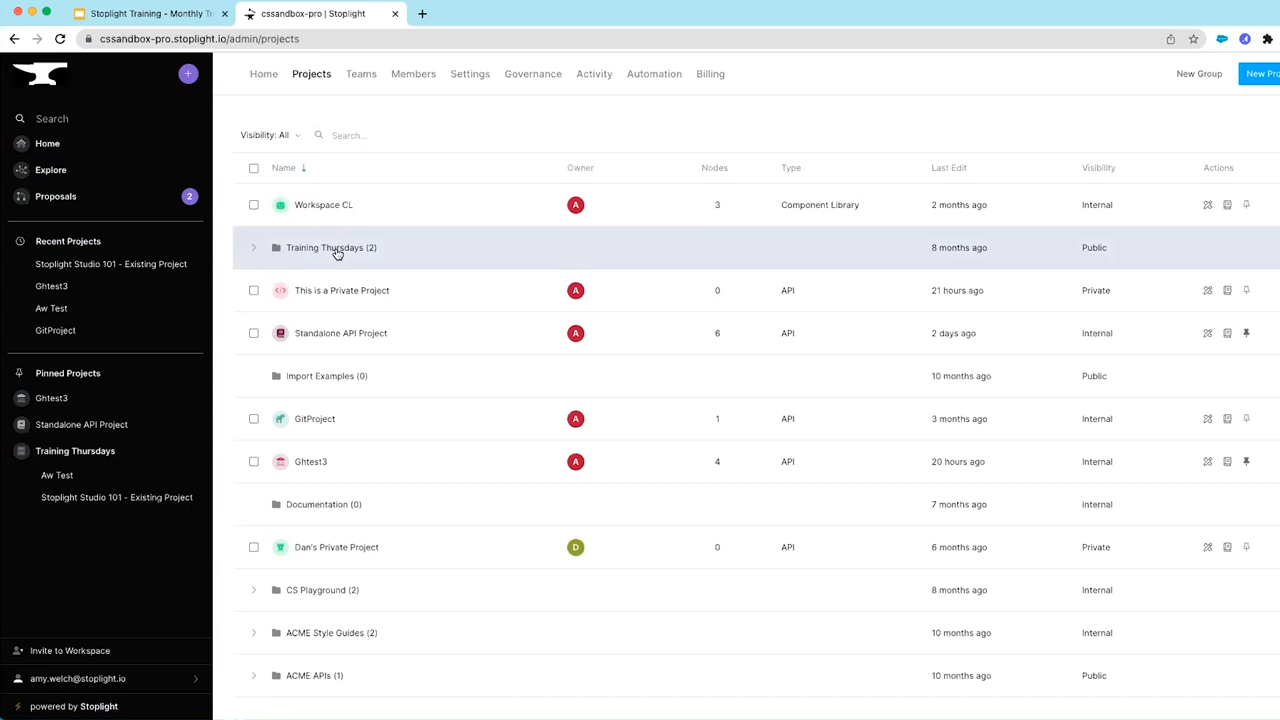 Stoplight Training - Monthly Tr
cssandbox-pro | Stoplight
cssandbox-pro.stoplight.io/admin/projects
Search
Home
Explore
Proposals 2
Recent Projects
Stoplight Studio 101 - Existing Project
Ghtest3
Aw Test
GitProject
Pinned Projects
Ghtest3
Standalone API Project
Training Thursdays
Aw Test
Stoplight Studio 101 - Existing Project
Invite to Workspace
amy.welch@stoplight.io
powered by Stoplight
Home Projects Teams Members Settings Governance Activity Automation Billing New Group New Pro
Visibility: All Search...
Name Owner Nodes Type Last Edit Visibility Actions
Workspace CL A 3 Component Library 2 months ago Internal
Training Thursdays (2) 8 months ago Public
This is a Private Project A 0 API 21 hours ago Private
Standalone API Project A 6 API 2 days ago Internal
Import Examples (0) 10 months ago Public
GitProject A 1 API 3 months ago Internal
Ghtest3 A 4 API 20 hours ago Internal
Documentation (0) 7 months ago Internal
Dan's Private Project D 0 API 6 months ago Private
CS Playground (2) 8 months ago Internal
ACME Style Guides (2) 10 months ago Internal
ACME APIs (1) 10 months ago Public